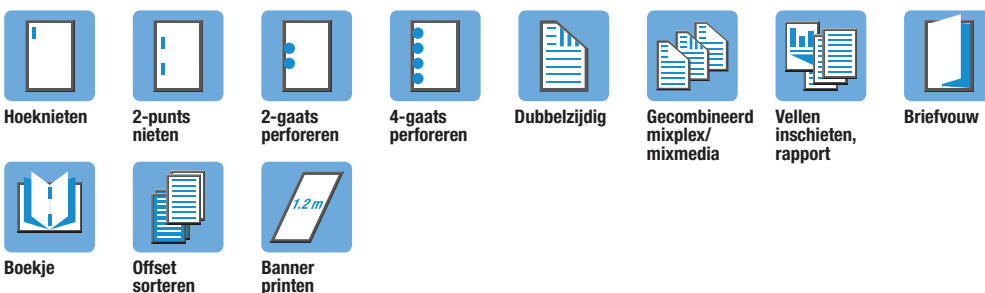 Hoeknieten
2-punts
nieten
2-gaats
perforeren
4-gaats
perforeren
Dubbelzijdig
Gecombineerd
mixplex/
mixmedia
Vellen
inschieten,
rapport
Briefvouw
1.2 m
Boekje
Offset
sorteren
Banner
printen